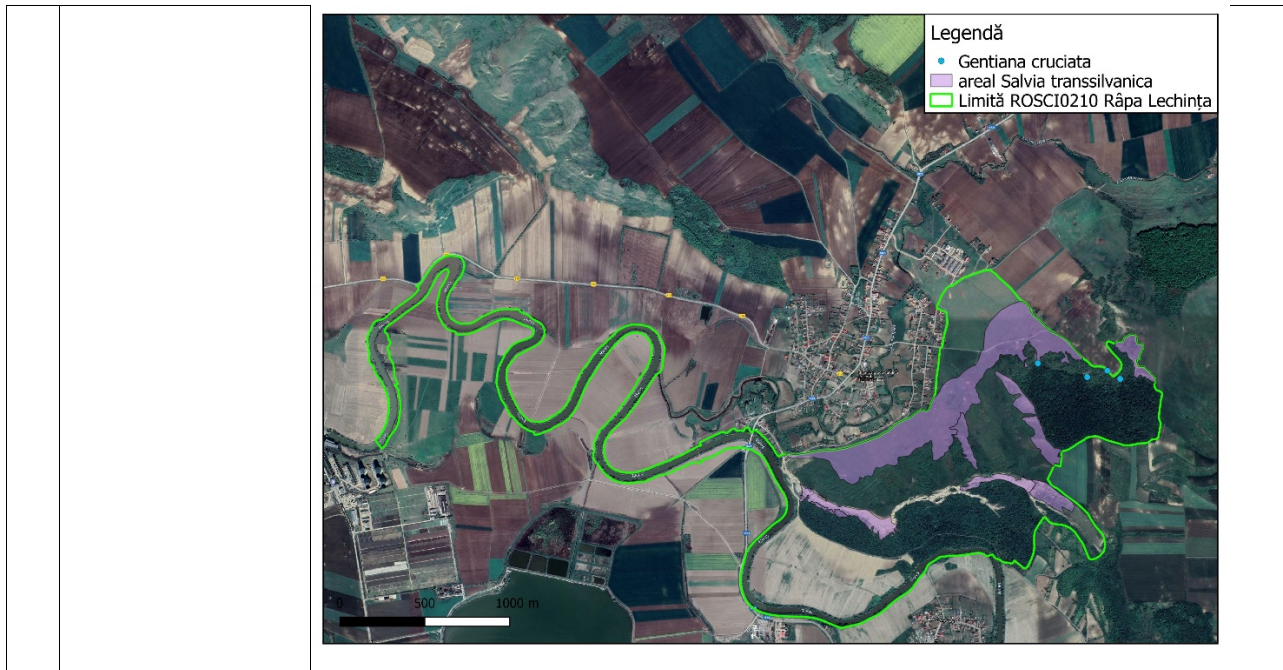 Legendă
Gentiana cruciata
areal Salvia transsilvanica
Limită ROSCI0210 Râpa Lechința
0 500 1000 m